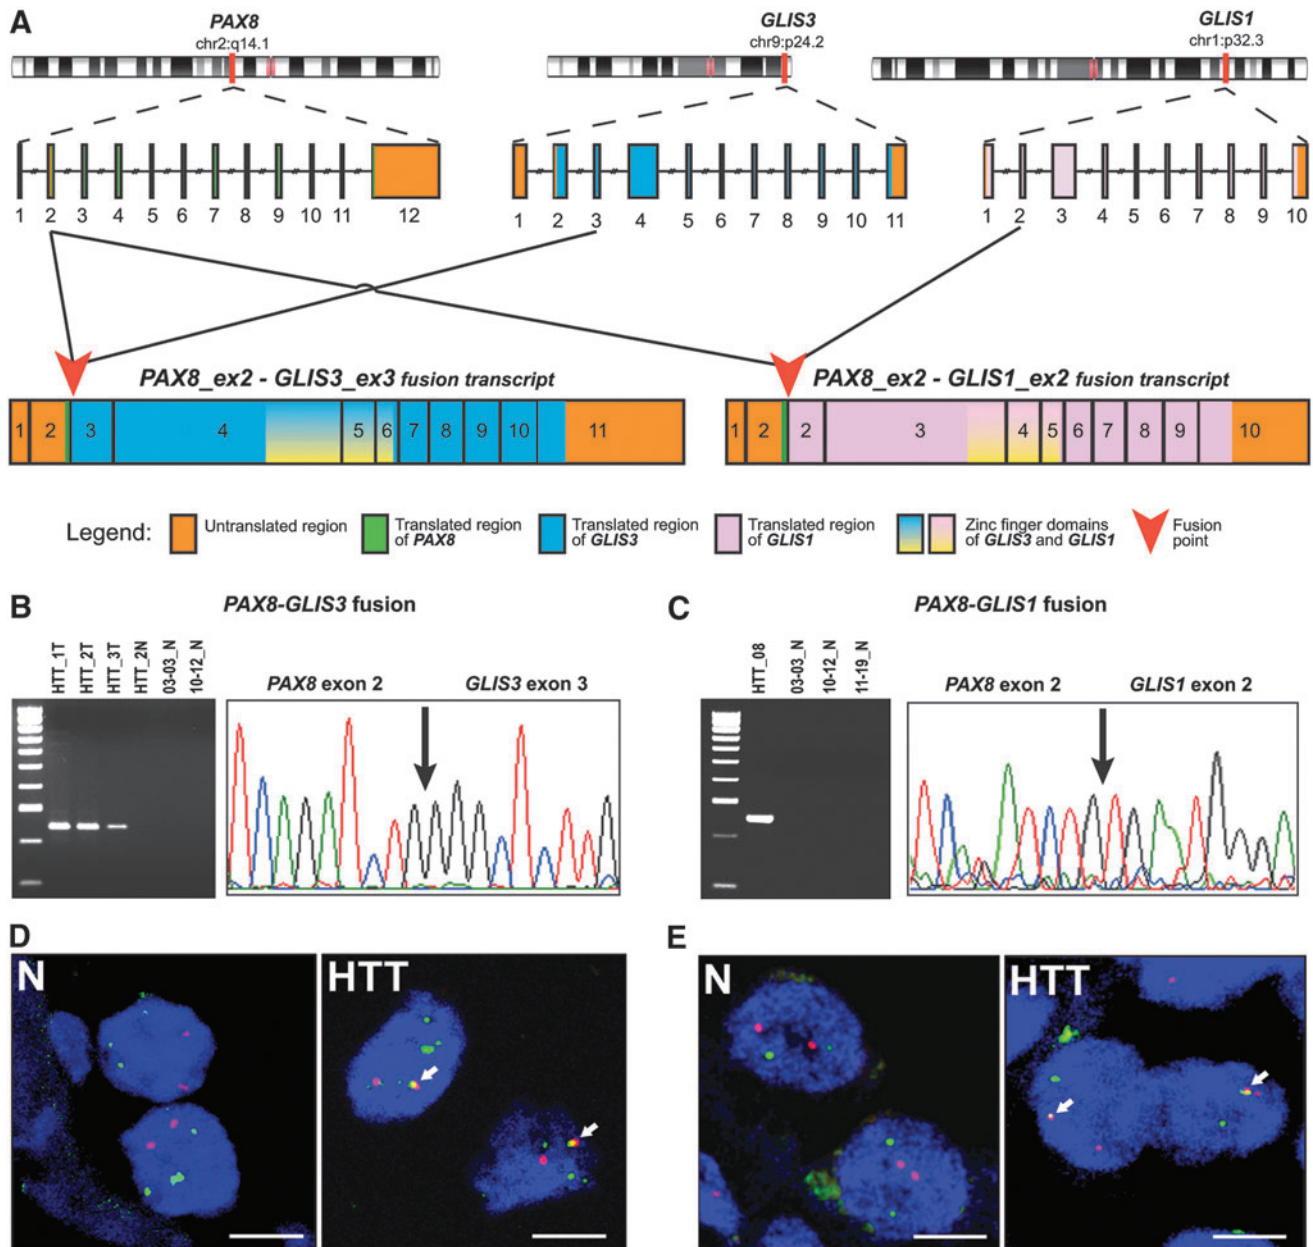 A
PAX8
chr2:q14.1
GLIS3
chr9:p24.2
GLIS1
chr1:p32.3
1 2 3 4 5 6 7 8 9 10 11 12
1 2 3 4 5 6 7 8 9 10 11
1 2 3 4 5 6 7 8 9 10
PAX8_ex2 - GLIS3_ex3 fusion transcript
PAX8_ex2 - GLIS1_ex2 fusion transcript
1 2 3 4 5 6 7 8 9 10 11
1 2 2 3 4 5 6 7 8 9 10
Legend:
Untranslated region
Translated region
of PAX8
Translated region
of GLIS3
Translated region
of GLIS1
Zinc finger domains
of GLIS3 and GLIS1
Fusion
point
B
PAX8-GLIS3 fusion
HTT_1T
HTT_2T
HTT_3T
HTT_2N
03-03_N
10-12_N
PAX8 exon 2
GLIS3 exon 3
C
PAX8-GLIS1 fusion
HTT_08
03-03_N
10-12_N
11-19_N
PAX8 exon 2
GLIS1 exon 2
D
N
HTT
E
N
HTT